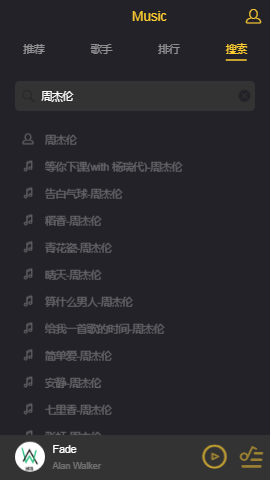 Music
推荐 歌手 排行 搜索
周杰伦
周杰伦
等你下课(with 杨瑞代)-周杰伦
告白气球-周杰伦
稻香-周杰伦
青花瓷-周杰伦
晴天-周杰伦
算什么男人-周杰伦
给我一首歌的时间-周杰伦
简单爱-周杰伦
安静-周杰伦
七里香-周杰伦
Fade
Alan Walker